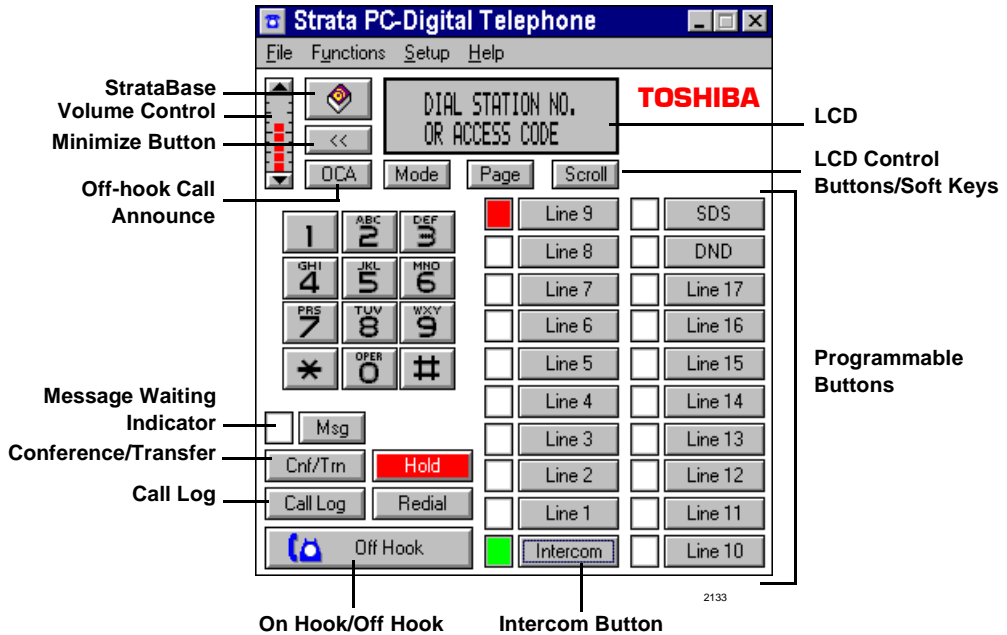 Strata PC-Digital Telephone
File Functions Setup Help
StrataBase
Volume Control
Minimize Button
Off-hook Call
Announce
Message Waiting
Indicator
Conference/Transfer
Call Log
<<
DIAL STATION NO.
OR ACCESS CODE
TOSHIBA
OCA Mode Page Scroll
1 ABC 2 DEF 3
GHI 4 JKL 5 MNO 6
PRS 7 TUV 8 WXY 9
* OPER 0 #
Msg
Cnf/Trn Hold
Call Log Redial
Off Hook
Line 9 SDS
Line 8 DND
Line 7 Line 17
Line 6 Line 16
Line 5 Line 15
Line 4 Line 14
Line 3 Line 13
Line 2 Line 12
Line 1 Line 11
Intercom Line 10
LCD
LCD Control
Buttons/Soft Keys
Programmable
Buttons
2133
On Hook/Off Hook
Intercom Button